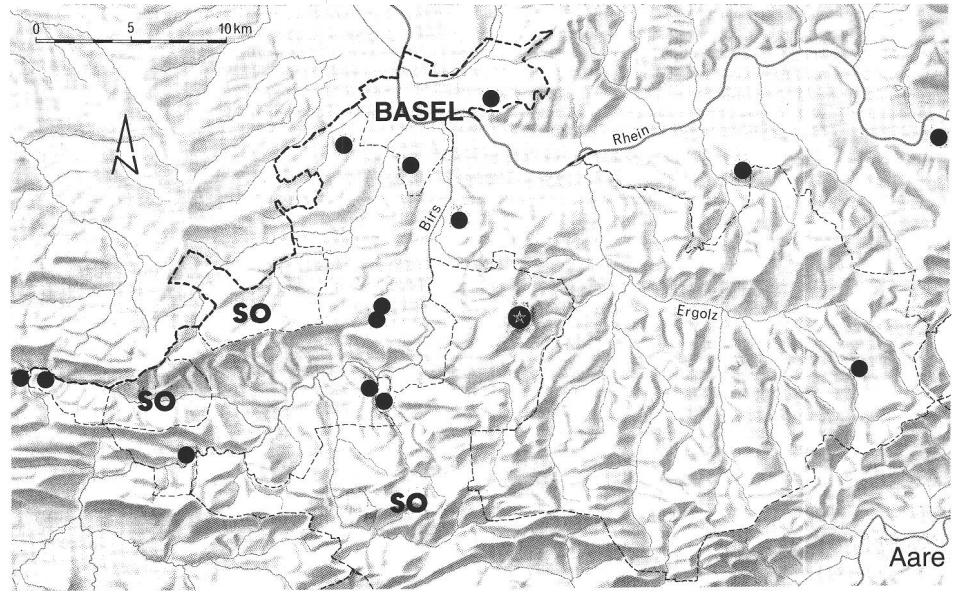 0 5 10 km
BASEL
Rhein
Birs
SO
Ergolz
SO
SO
Aare